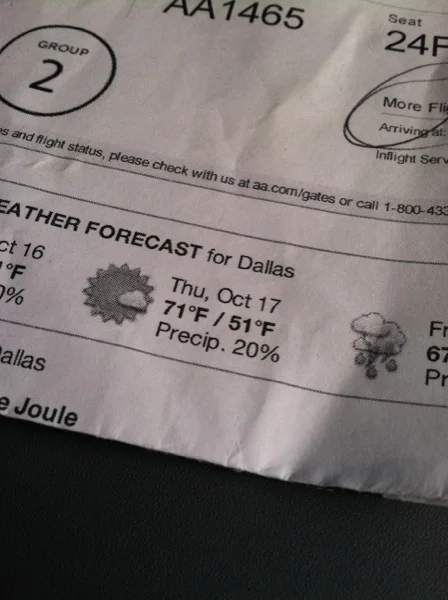 AA1465
Seat
24F
GROUP
2
More Fli
Arriving at:
Inflight Serv
es and flight status, please check with us at aa.com/gates or call 1-800-433
EATHER FORECAST for Dallas
ct 16
°F
0%
Thu, Oct 17
71°F / 51°F
Precip. 20%
Fr
67
Pr
Dallas
e Joule